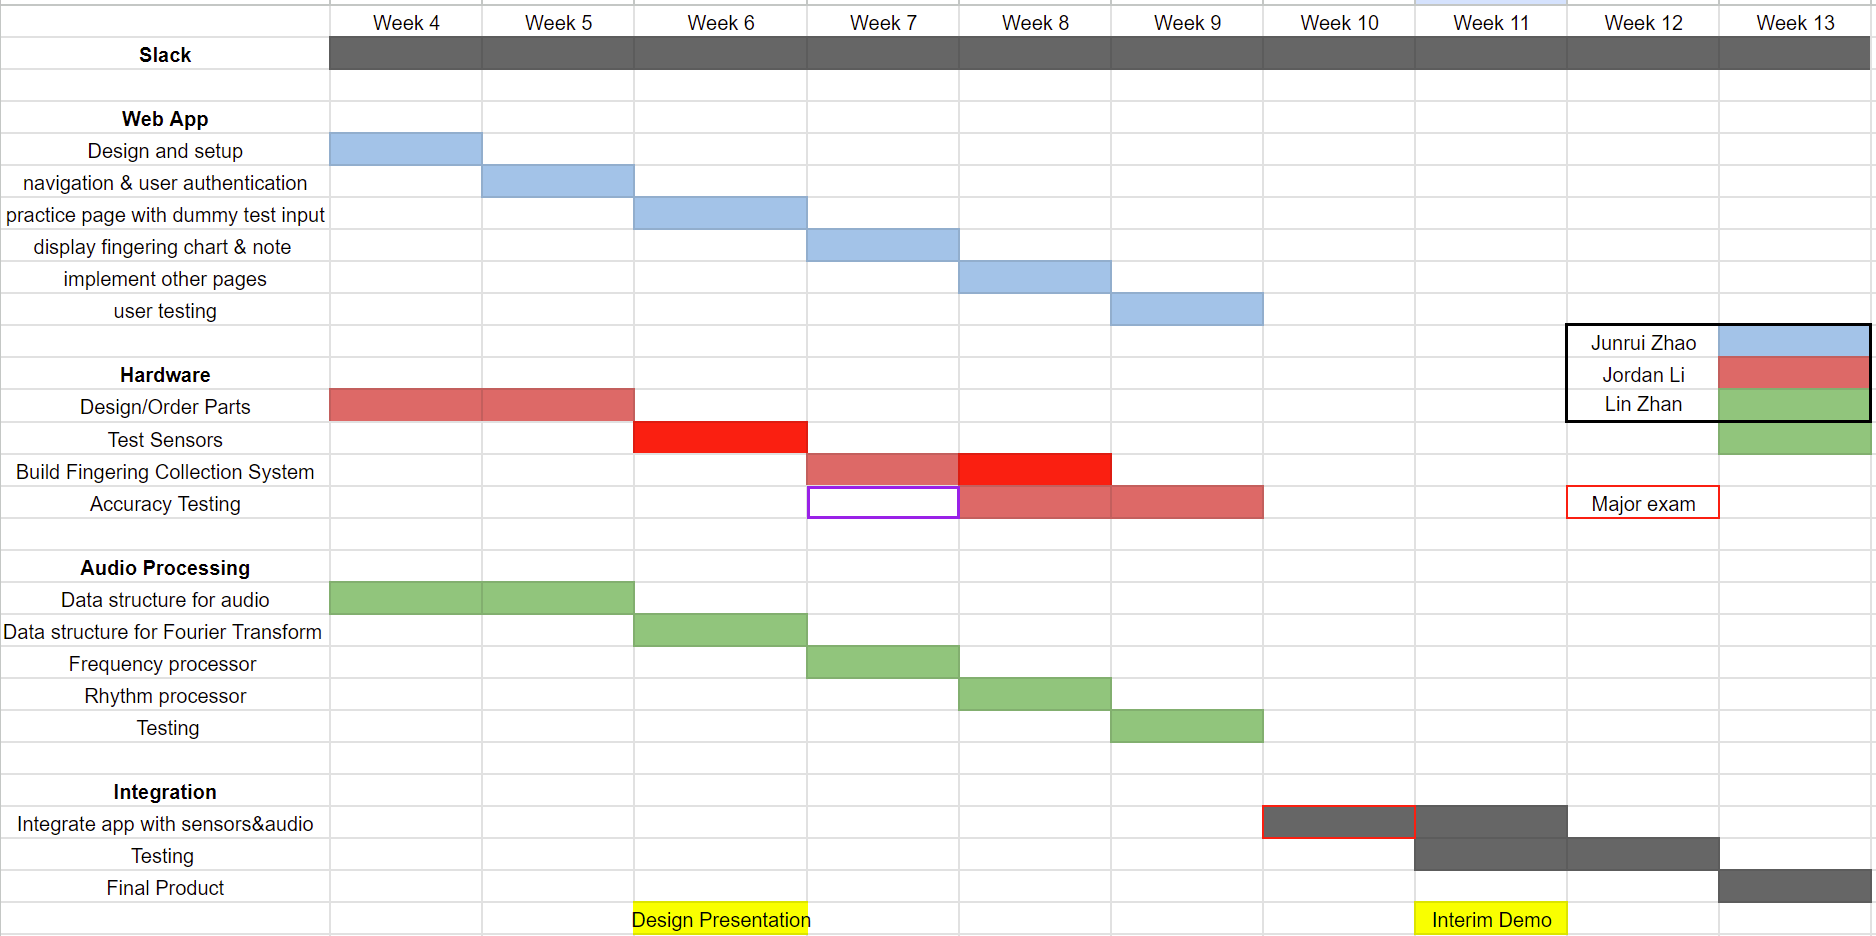 Week 4 Week 5 Week 6 Week 7 Week 8 Week 9 Week 10 Week 11 Week 12 Week 13
Slack
Web App
Design and setup
navigation & user authentication
practice page with dummy test input
display fingering chart & note
implement other pages
user testing
Junrui Zhao
Hardware
Jordan Li
Design/Order Parts
Lin Zhan
Test Sensors
Build Fingering Collection System
Accuracy Testing
Major exam
Audio Processing
Data structure for audio
Data structure for Fourier Transform
Frequency processor
Rhythm processor
Testing
Integration
Integrate app with sensors&audio
Testing
Final Product
Design Presentation
Interim Demo